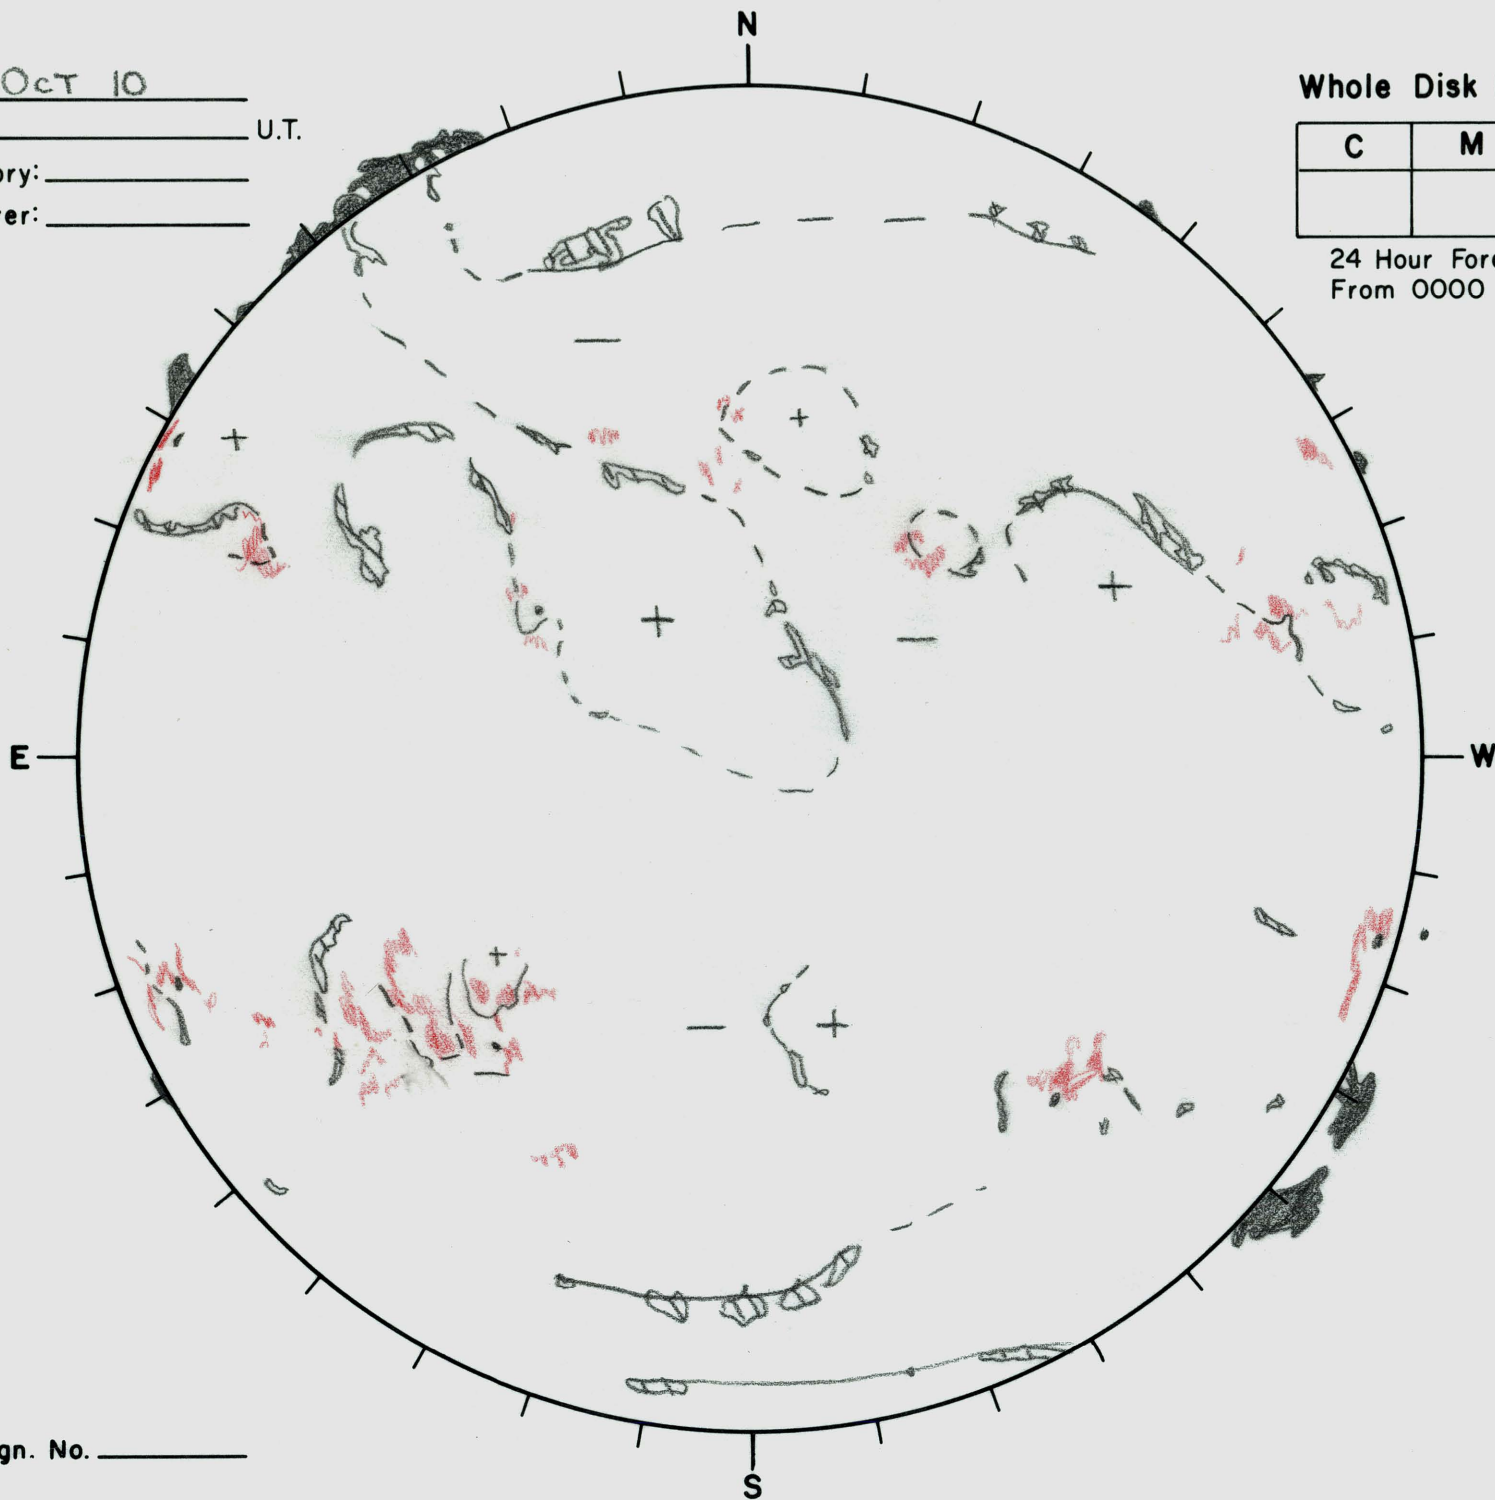 N
OCT 10
U.T.
ory:
er:
Whole Disk
C M
24 Hour Fore
From 0000
+
—
+
+
+
—
+
E
W
+
— +
gn. No.
S